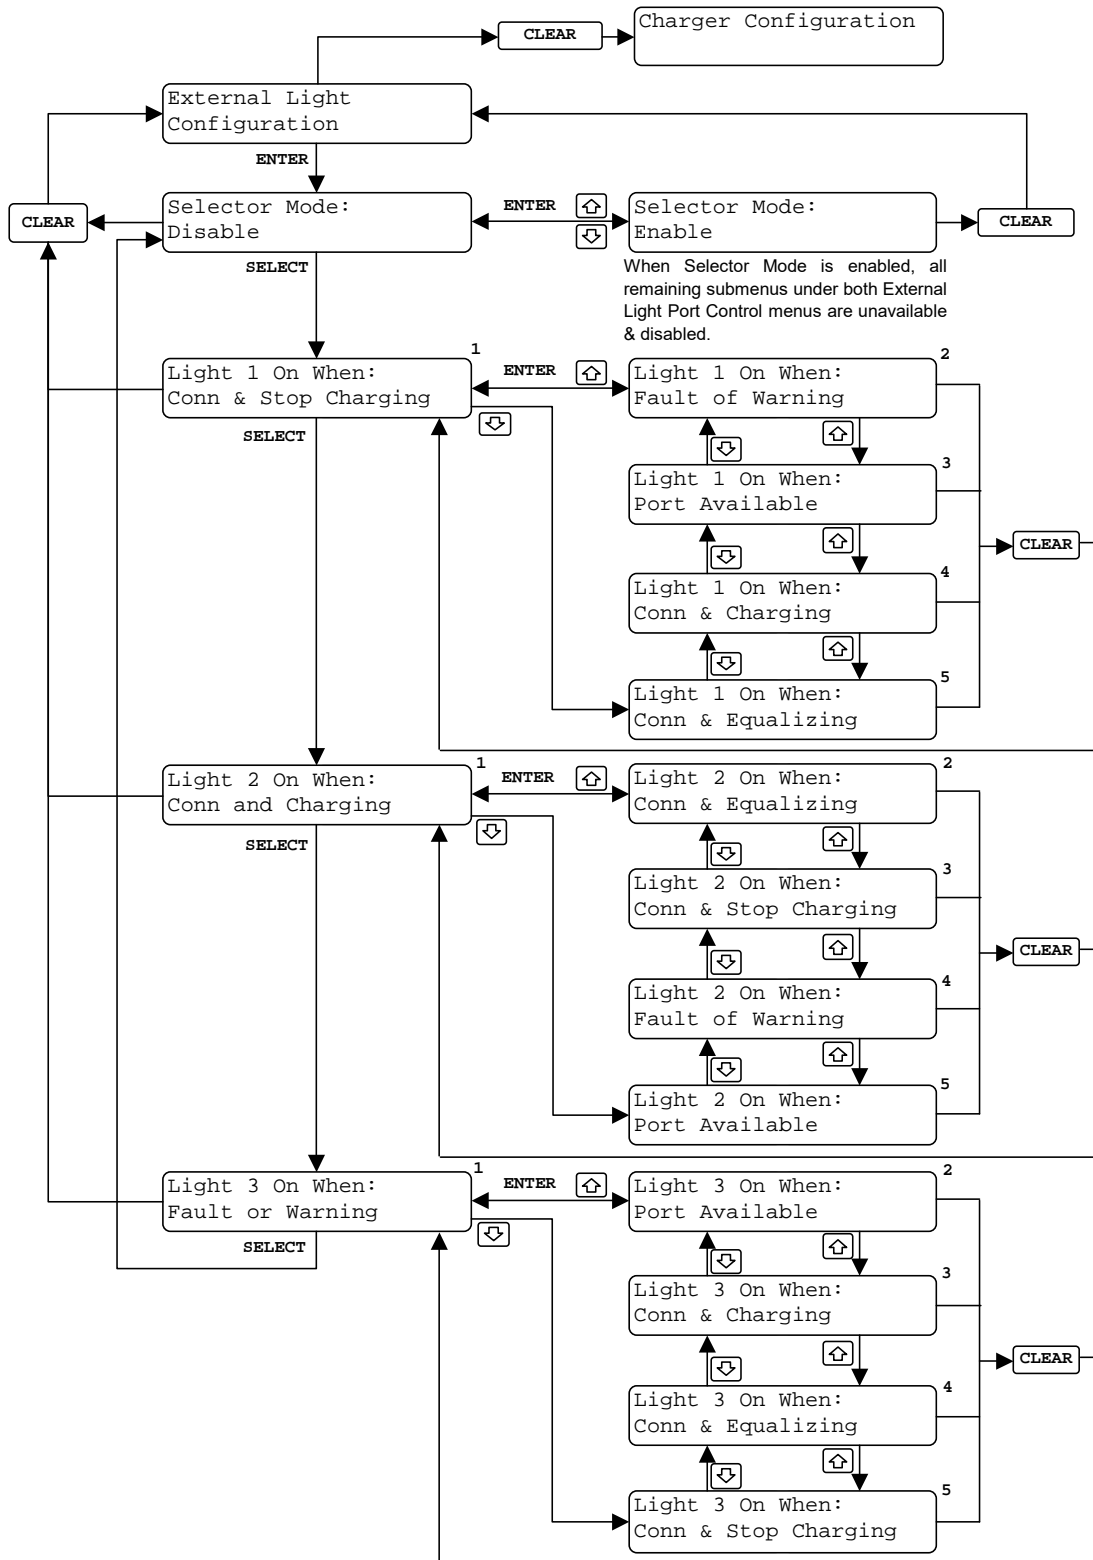 Charger Configuration
CLEAR
External Light
Configuration
ENTER
CLEAR
Selector Mode:
Disable
ENTER
Selector Mode:
Enable
CLEAR
SELECT
When Selector Mode is enabled, all
remaining submenus under both External
Light Port Control menus are unavailable
& disabled.
1
Light 1 On When:
Conn & Stop Charging
ENTER
2
Light 1 On When:
Fault of Warning
SELECT
3
Light 1 On When:
Port Available
CLEAR
4
Light 1 On When:
Conn & Charging
5
Light 1 On When:
Conn & Equalizing
1
Light 2 On When:
Conn and Charging
ENTER
2
Light 2 On When:
Conn & Equalizing
SELECT
3
Light 2 On When:
Conn & Stop Charging
CLEAR
4
Light 2 On When:
Fault of Warning
5
Light 2 On When:
Port Available
1
Light 3 On When:
Fault or Warning
ENTER
2
Light 3 On When:
Port Available
SELECT
3
Light 3 On When:
Conn & Charging
CLEAR
4
Light 3 On When:
Conn & Equalizing
5
Light 3 On When:
Conn & Stop Charging